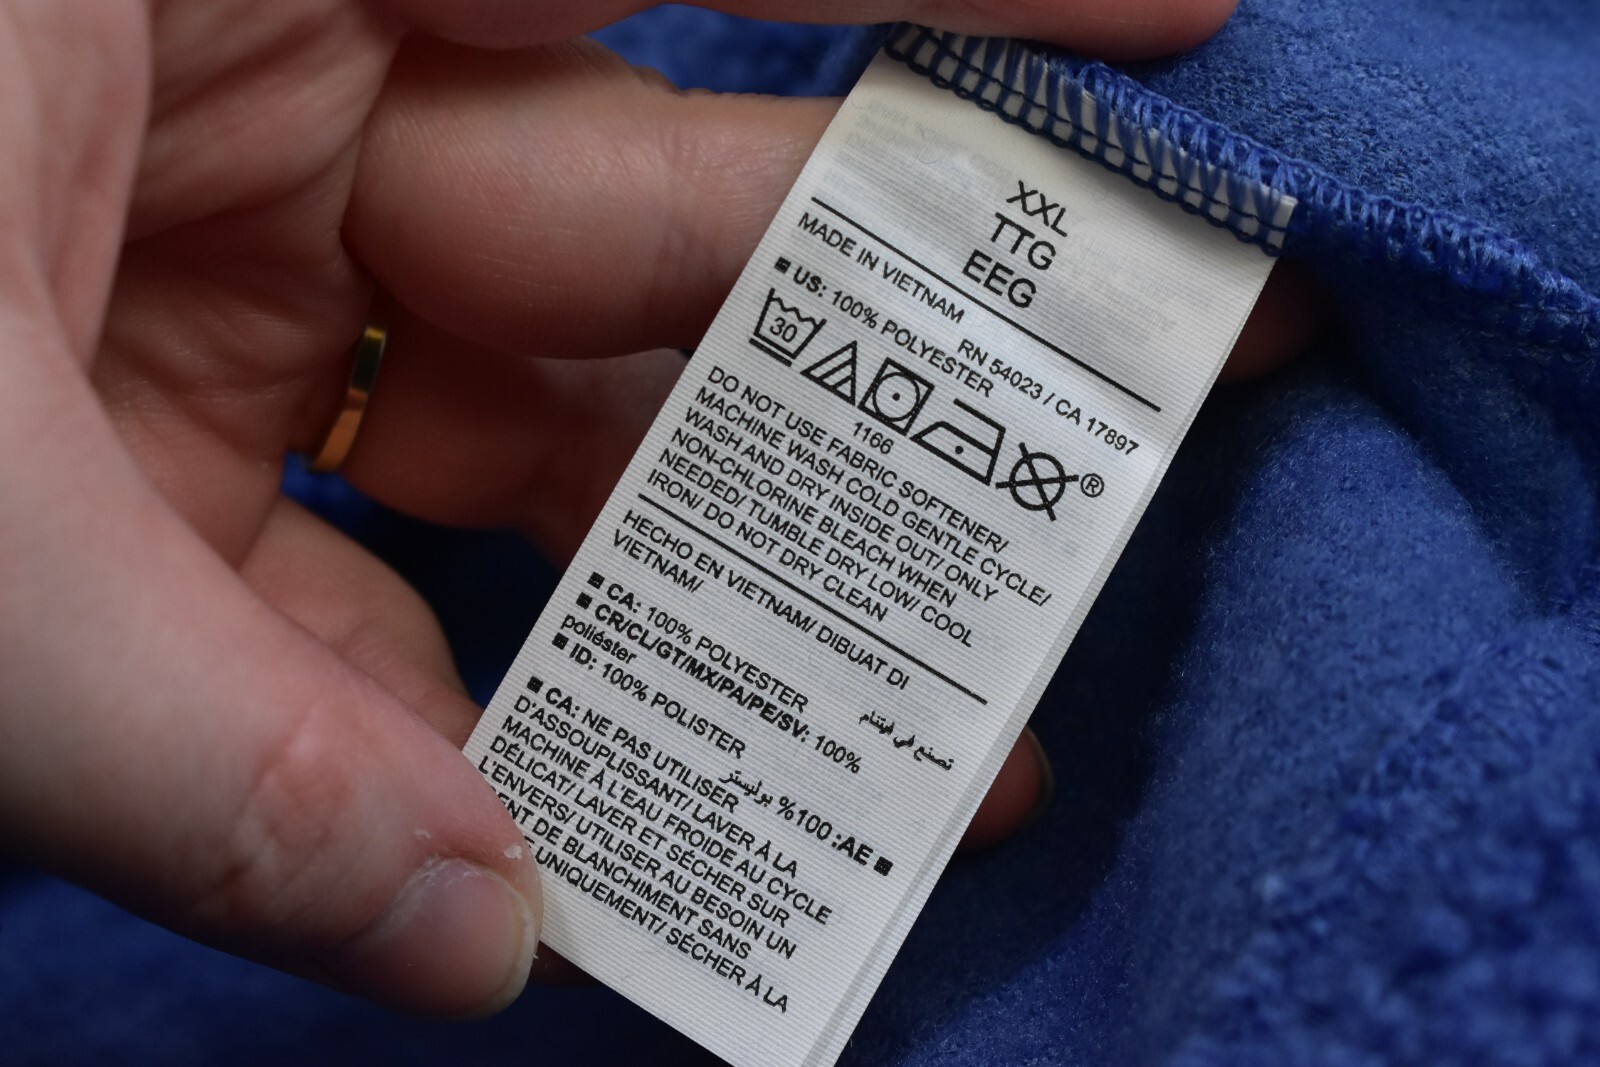 XXL
TTG
EEG
MADE IN VIETNAM
RN 54023 / CA 17897
■ US: 100% POLYESTER
30
1166
®
DO NOT USE FABRIC SOFTENER/
MACHINE WASH COLD GENTLE CYCLE/
WASH AND DRY INSIDE OUT/ ONLY
NON-CHLORINE BLEACH WHEN
NEEDED/ TUMBLE DRY LOW/ COOL
IRON/ DO NOT DRY CLEAN
HECHO EN VIETNAM/ DIBUAT DI
VIETNAM/
تصنع في فيتنام
■ CA: 100% POLYESTER
■ CR/CL/GT/MX/PA/PE/SV: 100%
poliéster
■ ID: 100% POLISTER
■ AE: 100% بوليستر
■ CA: NE PAS UTILISER
D'ASSOUPLISSANT/ LAVER À LA
MACHINE À L'EAU FROIDE AU CYCLE
DÉLICAT/ LAVER ET SÉCHER SUR
L'ENVERS/ UTILISER AU BESOIN UN
DE BLANCHIMENT SANS
UNIQUEMENT/ SÉCHER À LA